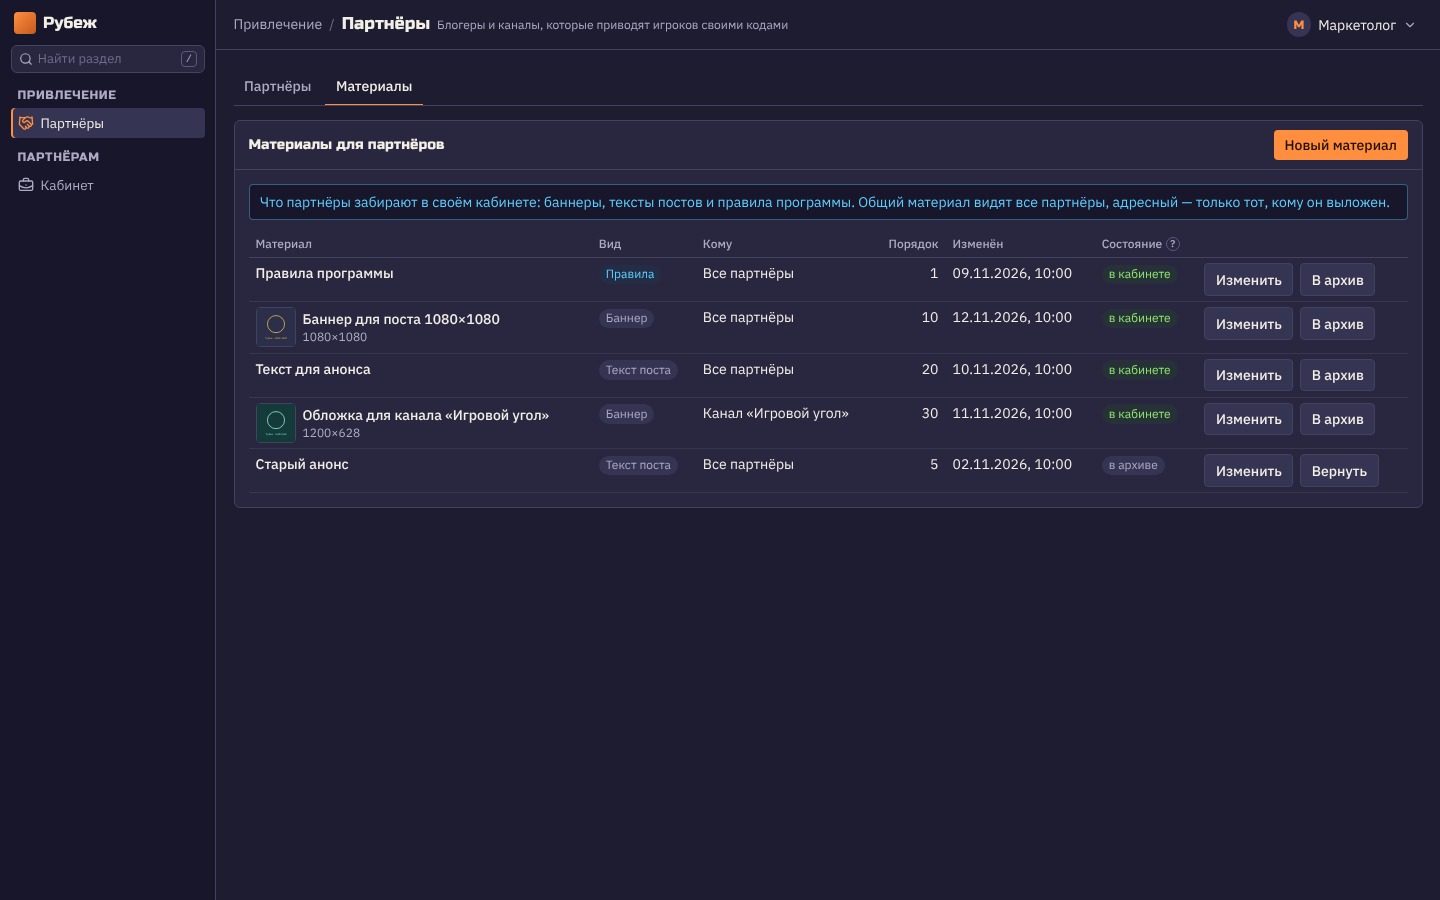 Рубеж
Найти раздел /
ПРИВЛЕЧЕНИЕ
Партнёры
ПАРТНЁРАМ
Кабинет
Привлечение / Партнёры Блогеры и каналы, которые приводят игроков своими кодами
М Маркетолог
Партнёры Материалы
Материалы для партнёров
Новый материал
Что партнёры забирают в своём кабинете: баннеры, тексты постов и правила программы. Общий материал видят все партнёры, адресный — только тот, кому он выложен.
Материал Вид Кому Порядок Изменён Состояние ?
Правила программы Правила Все партнёры 1 09.11.2026, 10:00 в кабинете Изменить В архив
Баннер для поста 1080×1080 Баннер Все партнёры 10 12.11.2026, 10:00 в кабинете Изменить В архив
1080×1080
Текст для анонса Текст поста Все партнёры 20 10.11.2026, 10:00 в кабинете Изменить В архив
Обложка для канала «Игровой угол» Баннер Канал «Игровой угол» 30 11.11.2026, 10:00 в кабинете Изменить В архив
1200×628
Старый анонс Текст поста Все партнёры 5 02.11.2026, 10:00 в архиве Изменить Вернуть